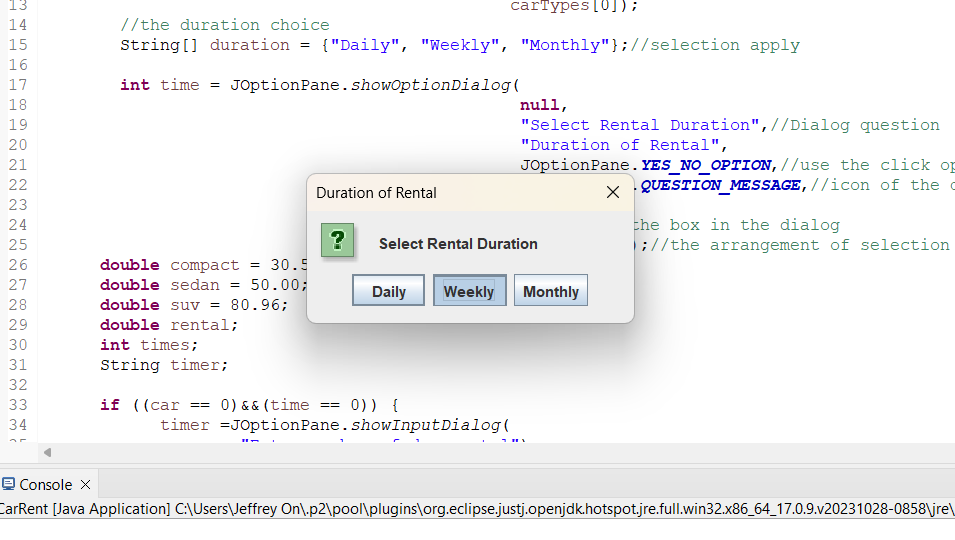 13 carTypes[0]);
14 //the duration choice
15 String[] duration = {"Daily", "Weekly", "Monthly"};//selection apply
16
17 int time = JOptionPane.showOptionDialog(
18 null,
19 "Select Rental Duration",//Dialog question
20 "Duration of Rental",
21 JOptionPane.YES_NO_OPTION,//use the click op
22 .QUESTION_MESSAGE,//icon of the
23
24 the box in the dialog
25 );//the arrangement of selection
Duration of Rental
Select Rental Duration
Daily Weekly Monthly
26 double compact = 30.5
27 double sedan = 50.00;
28 double suv = 80.96;
29 double rental;
30 int times;
31 String timer;
32
33 if ((car == 0)&&(time == 0)) {
34 timer =JOptionPane.showInputDialog(
Console
CarRent [Java Application] C:\Users\Jeffrey On\.p2\pool\plugins\org.eclipse.justj.openjdk.hotspot.jre.full.win32.x86_64_17.0.9.v20231028-0858\jre\